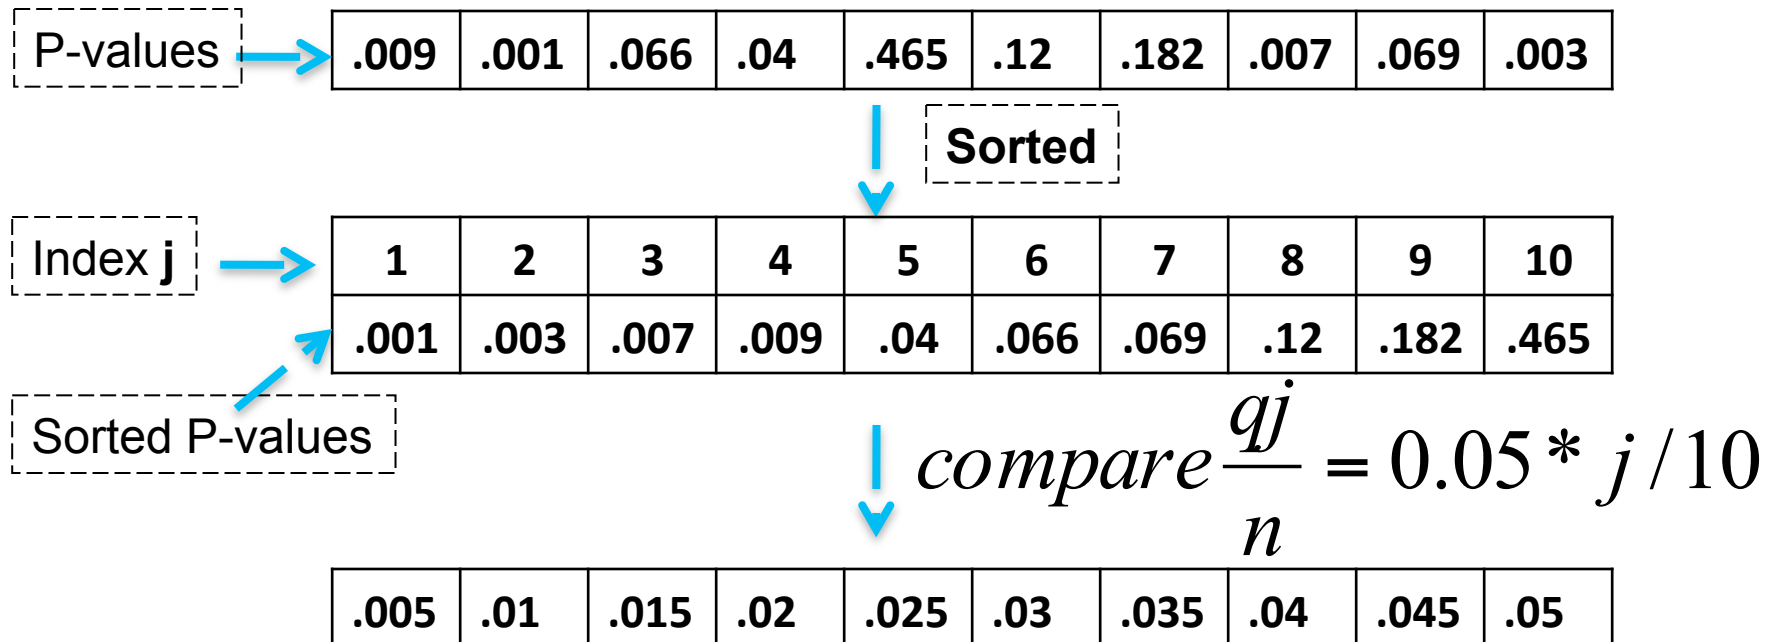 P-values .009 .001 .066 .04 .465 .12 .182 .007 .069 .003
Sorted
Index j 1 2 3 4 5 6 7 8 9 10
.001 .003 .007 .009 .04 .066 .069 .12 .182 .465
Sorted P-values
compare qj/n = 0.05 * j / 10
.005 .01 .015 .02 .025 .03 .035 .04 .045 .05